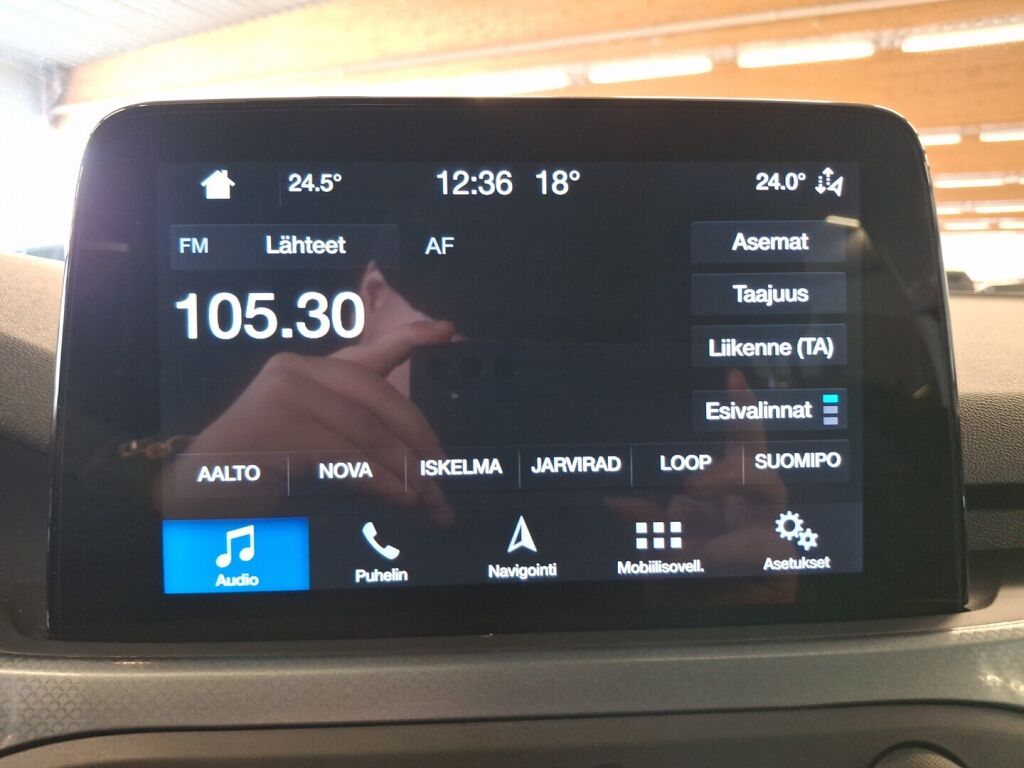 24.5° 12:36 18° 24.0°
FM Lähteet AF Asemat
105.30 Taajuus
Liikenne (TA)
Esivalinnat
AALTO NOVA ISKELMA JARVIRAD LOOP SUOMIPO
Audio Puhelin Navigointi Mobiilisovell. Asetukset